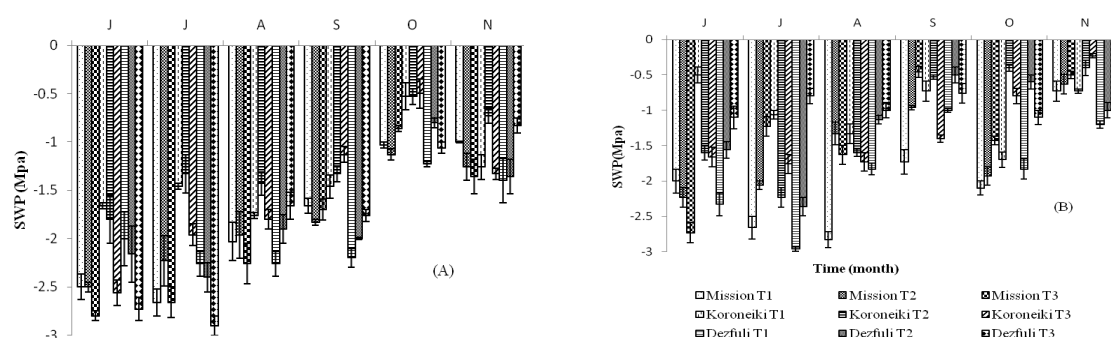 J J A S O N
0
-0.5
-1
-1.5
-2
-2.5
-3
SWP (Mpa)
(A)
J J A S O N
0
-0.5
-1
-1.5
-2
-2.5
-3
SWP(Mpa)
(B)
Time (month)
Mission T1 Mission T2 Mission T3
Koroneiki T1 Koroneiki T2 Koroneiki T3
Dezfuli T1 Dezfuli T2 Dezfuli T3